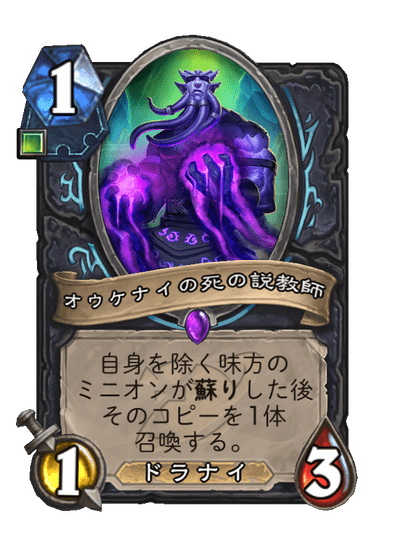 1
オゥケナイの死の説教師
自身を除く味方の
ミニオンが蘇りした後
そのコピーを1体
召喚する。
1
ドラナイ
3